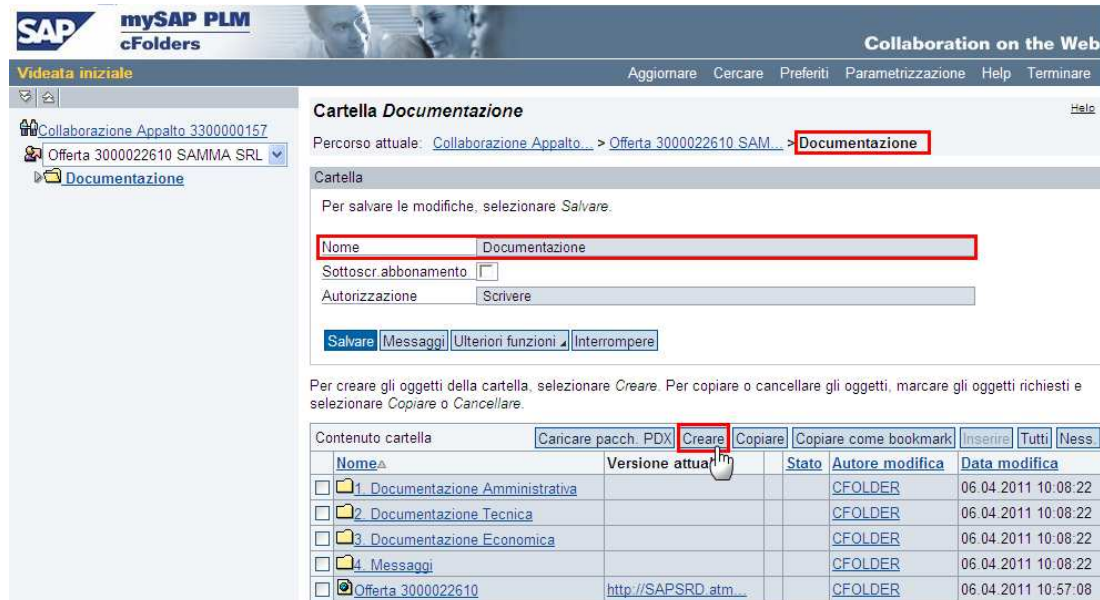 SAP mySAP PLM
cFolders
Collaboration on the Web
Videata iniziale Aggiornare Cercare Preferiti Parametrizzazione Help Terminare
Collaborazione Appalto 3300000157
Offerta 3000022610 SAMMA SRL
Documentazione
Cartella Documentazione Help
Percorso attuale: Collaborazione Appalto... > Offerta 3000022610 SAM... > Documentazione
Cartella
Per salvare le modifiche, selezionare Salvare.
Nome Documentazione
Sottoscr.abbonamento
Autorizzazione Scrivere
Salvare Messaggi Ulteriori funzioni Interrompere
Per creare gli oggetti della cartella, selezionare Creare. Per copiare o cancellare gli oggetti, marcare gli oggetti richiesti e
selezionare Copiare o Cancellare.
Contenuto cartella Caricare pacch. PDX Creare Copiare Copiare come bookmark Inserire Tutti Ness.
Nome Versione Stato Autore modifica Data modifica
1. Documentazione Amministrativa CFOLDER 06.04.2011 10:08:22
2. Documentazione Tecnica CFOLDER 06.04.2011 10:08:22
3. Documentazione Economica CFOLDER 06.04.2011 10:08:22
4. Messaggi CFOLDER 06.04.2011 10:08:22
Offerta 3000022610 http://SAPSRD.atm... CFOLDER 06.04.2011 10:57:08